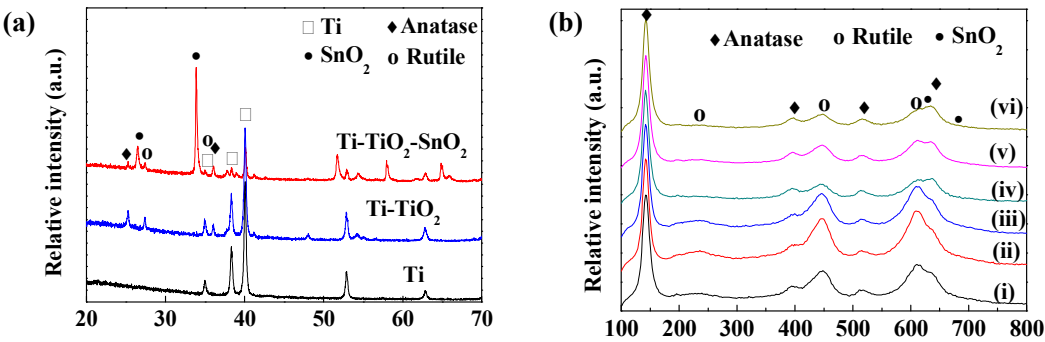 (a)
□ Ti ♦ Anatase
● SnO2 o Rutile
Relative intensity (a.u.)
Ti-TiO2-SnO2
Ti-TiO2
Ti
20 30 40 50 60 70
(b)
♦ Anatase o Rutile ● SnO2
Relative intensity (a.u.)
(vi)
(v)
(iv)
(iii)
(ii)
(i)
100 200 300 400 500 600 700 800